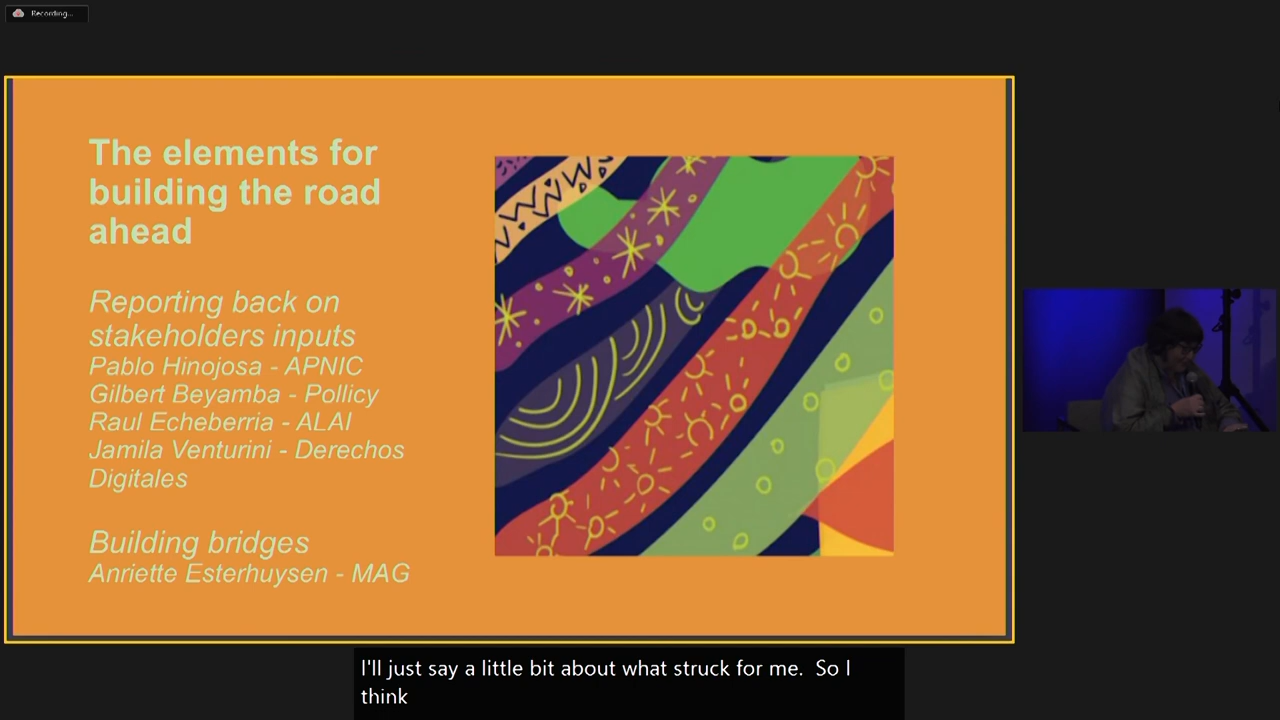 Recording...
The elements for
building the road
ahead
Reporting back on
stakeholders inputs
Pablo Hinojosa - APNIC
Gilbert Beyamba - Pollicy
Raul Echeberria - ALAI
Jamila Venturini - Derechos
Digitales
Building bridges
Anriette Esterhuysen - MAG
I'll just say a little bit about what struck for me.  So I
think